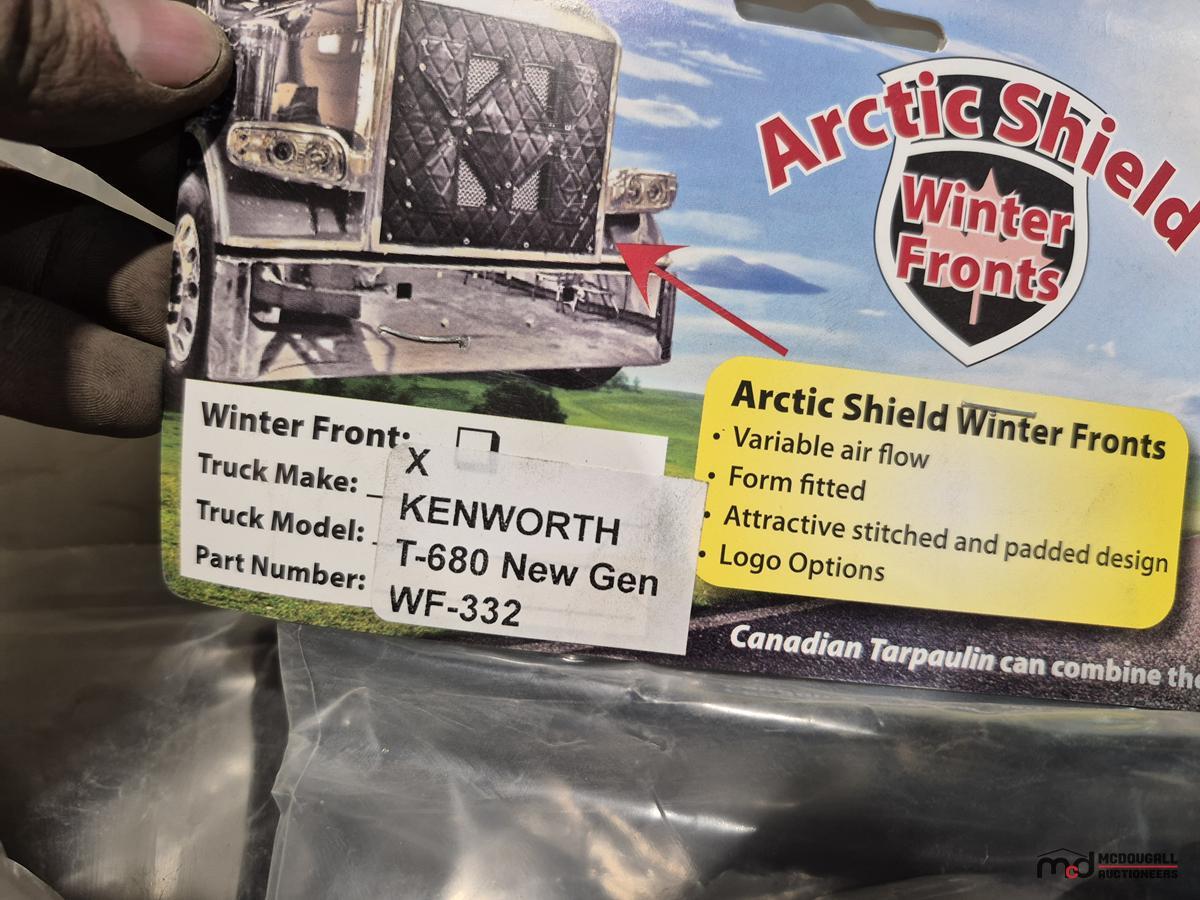 Arctic Shield
Winter
Fronts
Arctic Shield Winter Fronts
• Variable air flow
• Form fitted
• Attractive stitched and padded design
• Logo Options
Winter Front:
X
Truck Make:
KENWORTH
Truck Model:
T-680 New Gen
Part Number:
WF-332
Canadian Tarpaulin can combine the
mcd MCDOUGALL
AUCTIONEERS